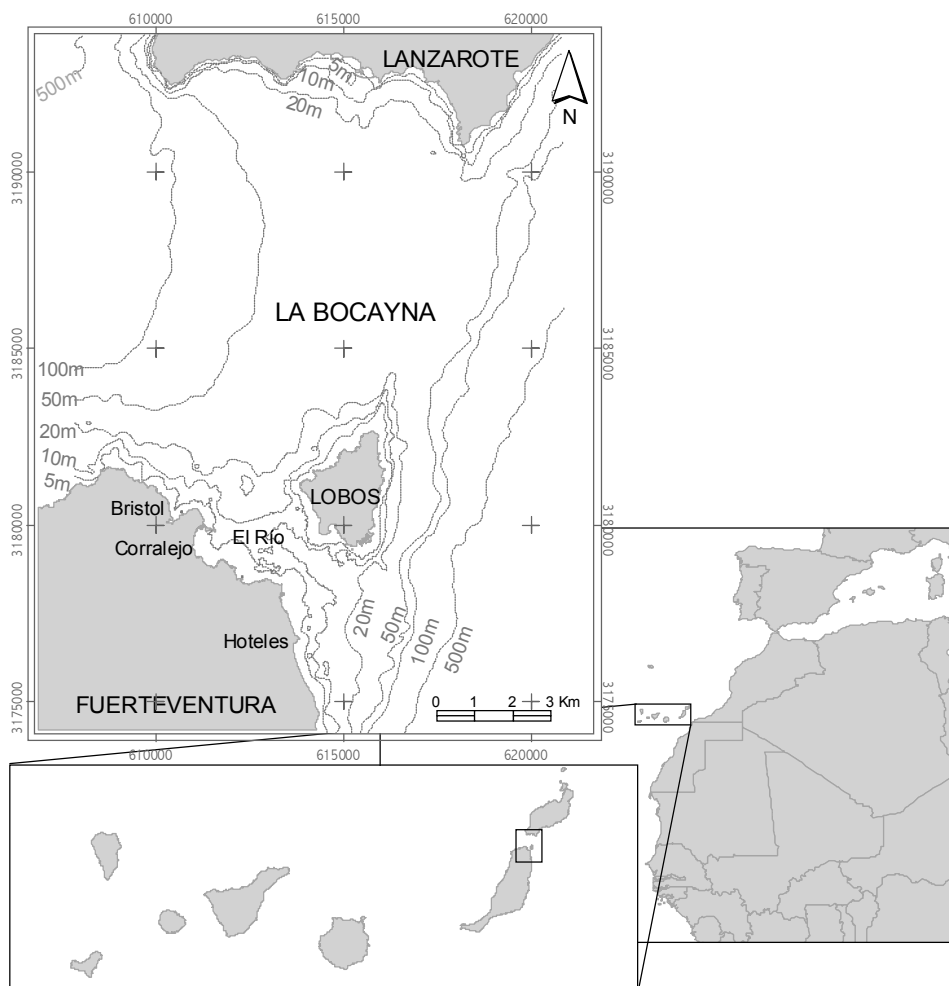 610000
615000
620000
LANZAROTE
500m
5m
10m
20m
N
3190000
3190000
LA BOCAYNA
3185000
3185000
100m
50m
20m
10m
5m
LOBOS
Bristol
El Río
Corralejo
3180000
3180000
20m
50m
100m
500m
Hoteles
FUERTEVENTURA
0 1 2 3 Km
3175000
3175000
610000
615000
620000